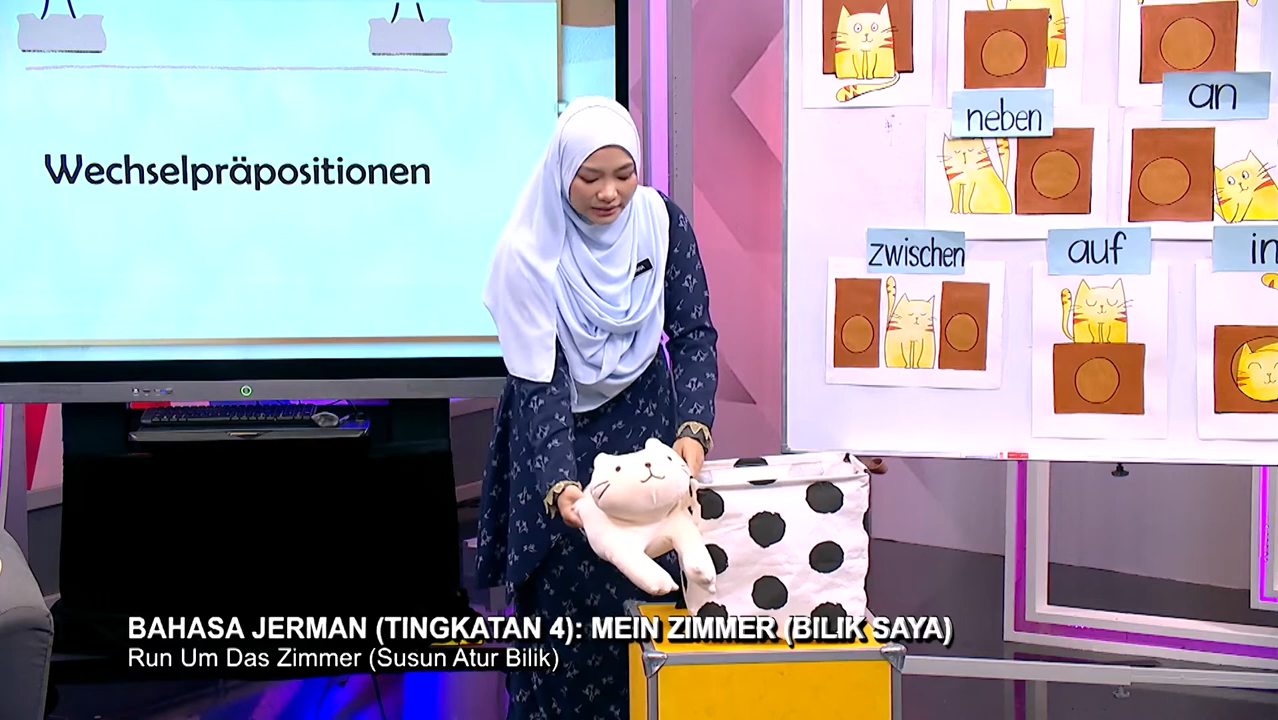 Wechselpräpositionen
neben
an
zwischen
auf
in
BAHASA JERMAN (TINGKATAN 4): MEIN ZIMMER (BILIK SAYA)
Run Um Das Zimmer (Susun Atur Bilik)